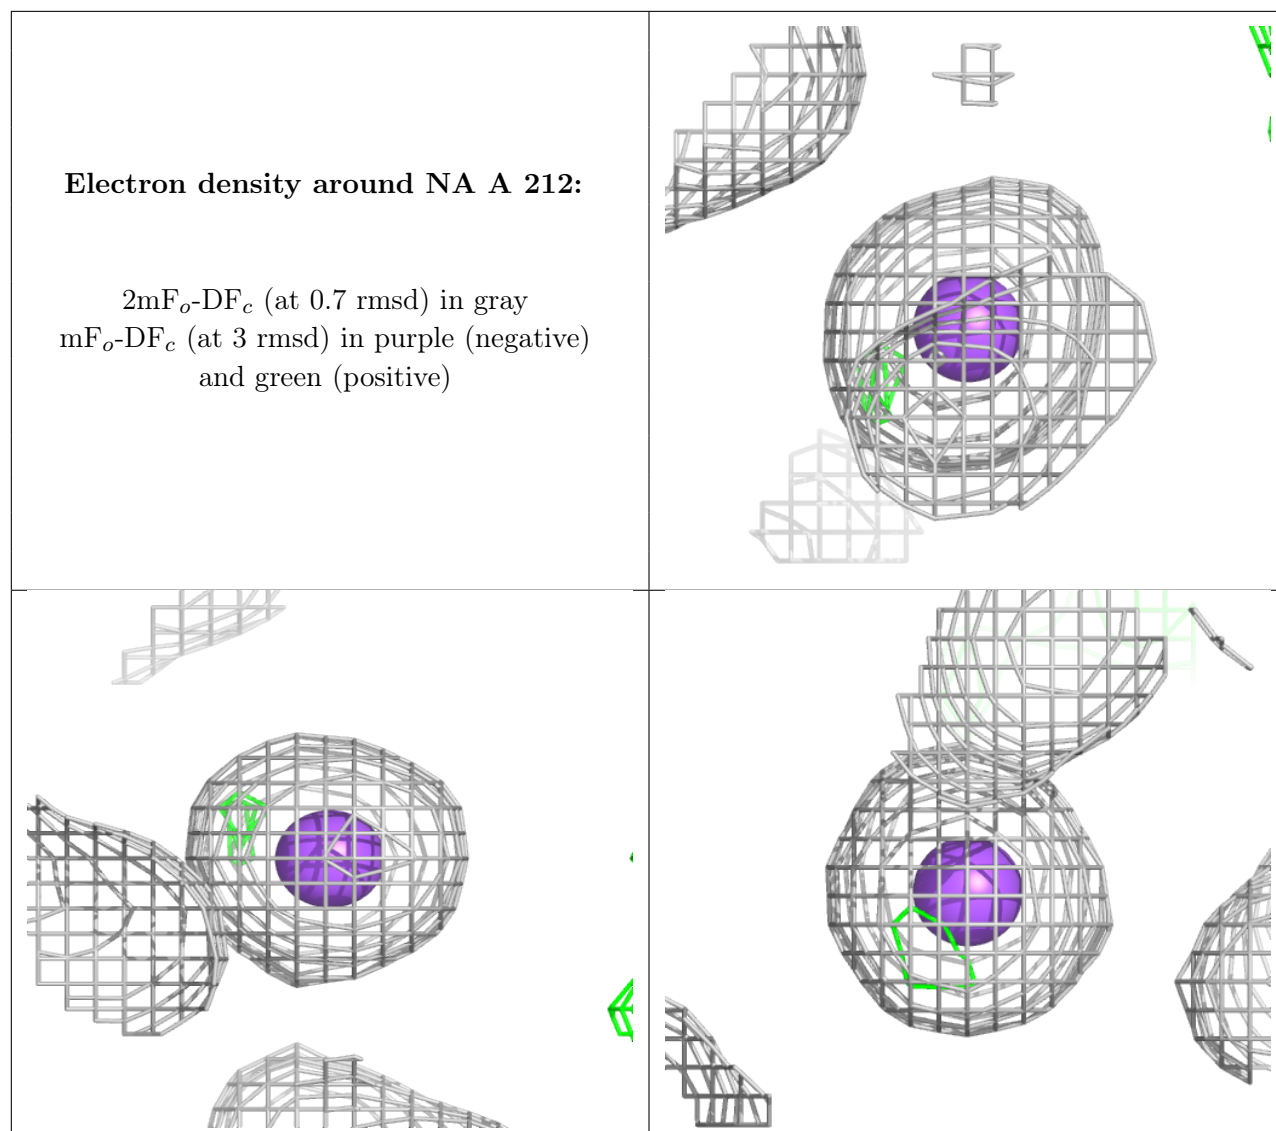 Electron density around NA A 212:
2mFo-DFc (at 0.7 rmsd) in gray
mFo-DFc (at 3 rmsd) in purple (negative)
and green (positive)